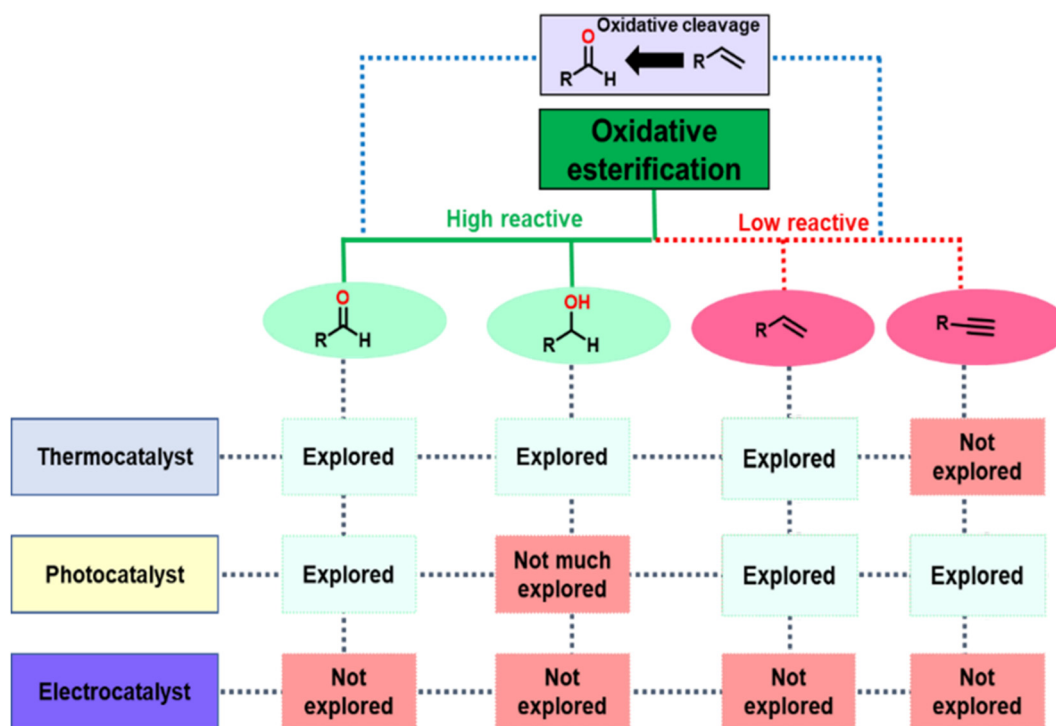 Oxidative cleavage
O
R
H
R
Oxidative
esterification
High reactive
Low reactive
O
R
H
OH
R
H
R
R
Thermocatalyst
Explored
Explored
Explored
Not
explored
Photocatalyst
Explored
Not much
explored
Explored
Explored
Electrocatalyst
Not
explored
Not
explored
Not
explored
Not
explored